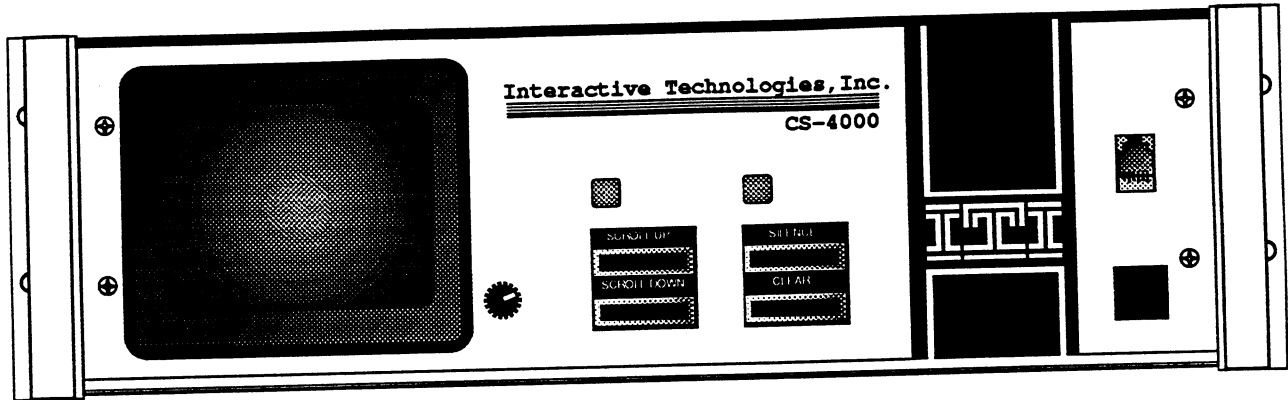 Interactive Technologies,Inc.
CS-4000
SCROLL UP
SILENCE
SCROLL DOWN
CLEAR